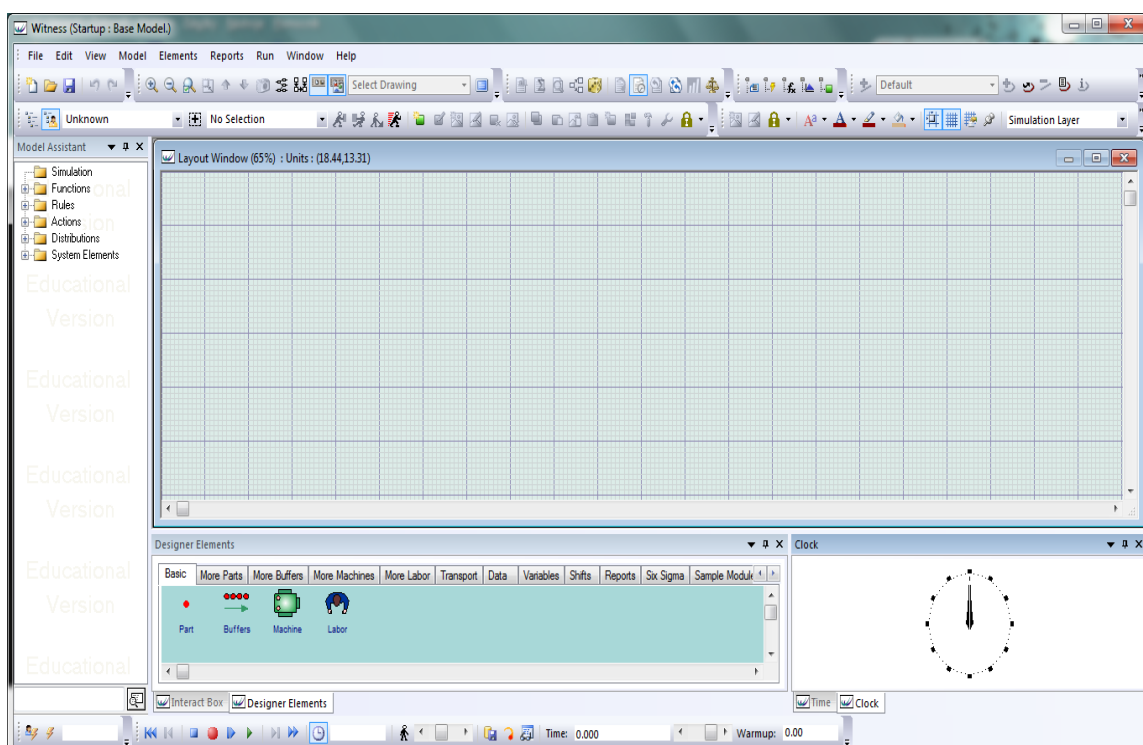 Witness (Startup : Base Model.)
File Edit View Model Elements Reports Run Window Help
Select Drawing Default
Unknown No Selection Simulation Layer
Model Assistant
Simulation
Functions
Rules
Actions
Distributions
System Elements
Educational
Version
Educational
Version
Educational
Version
Educational
Version
Educational
Layout Window (65%) : Units : (18.44,13.31)
Designer Elements
Basic More Parts More Buffers More Machines More Labor Transport Data Variables Shifts Reports Six Sigma Sample Module
Part Buffers Machine Labor
Interact Box Designer Elements
Clock
Time Clock
Time: 0.000 Warmup: 0.00